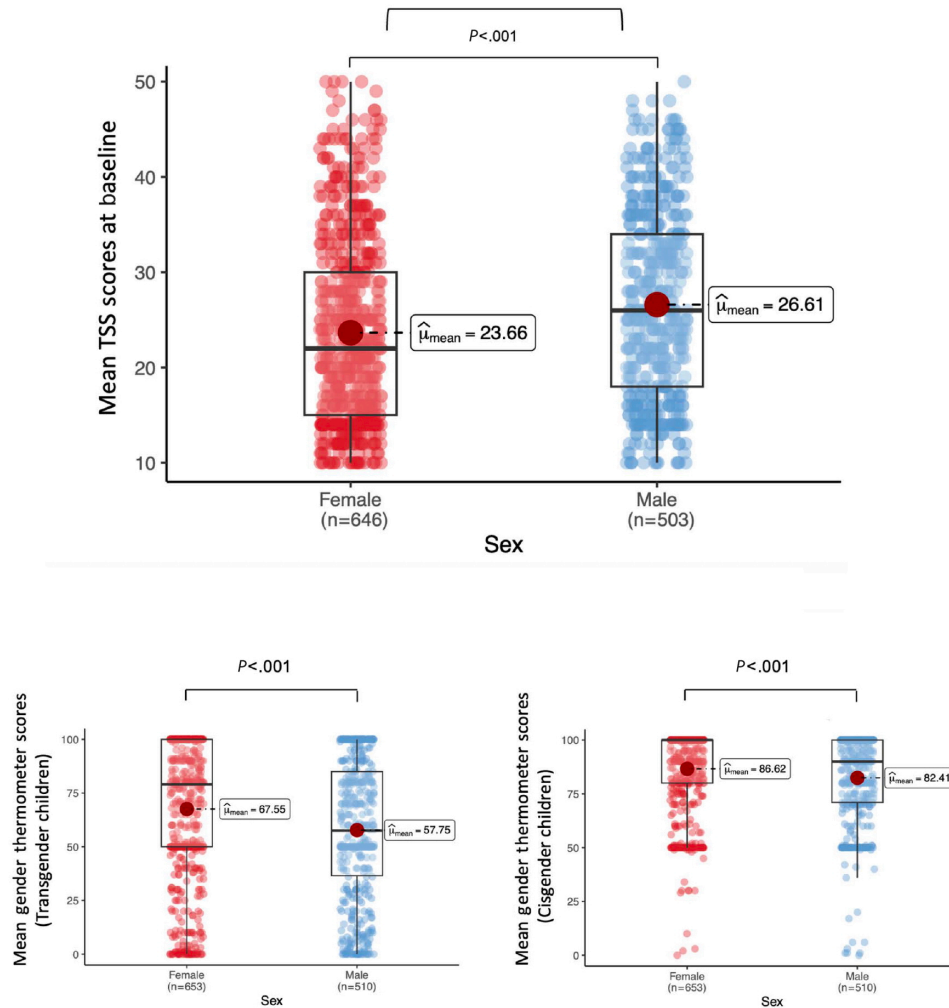 P<.001
Mean TSS scores at baseline
50
40
30
20
10
μ̂mean = 23.66
μ̂mean = 26.61
Female
(n=646)
Male
(n=503)
Sex
P<.001
Mean gender thermometer scores
(Transgender children)
100
75
50
25
0
μ̂mean = 67.55
μ̂mean = 57.75
Female
(n=653)
Male
(n=510)
Sex
P<.001
Mean gender thermometer scores
(Cisgender children)
100
75
50
25
0
μ̂mean = 86.62
μ̂mean = 82.41
Female
(n=653)
Male
(n=510)
Sex